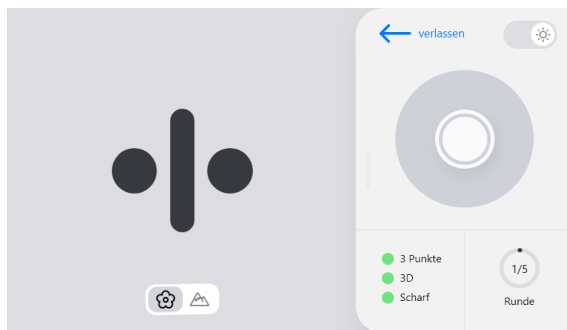 verlassen
3 Punkte
3D
Scharf
1/5
Runde